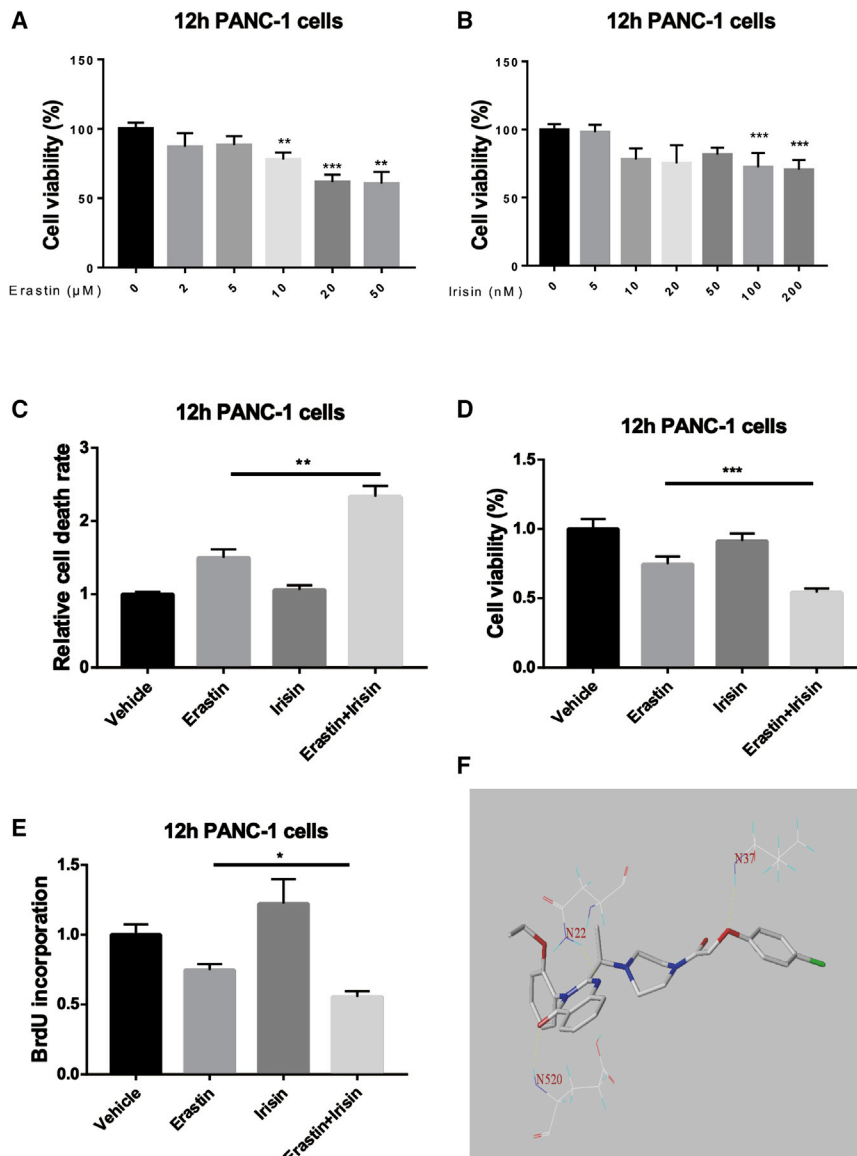 A
12h PANC-1 cells
Cell viability (%)
150
100
50
0
**
***
**
Erastin (μM)
0 2 5 10 20 50
B
12h PANC-1 cells
Cell viability (%)
150
100
50
0
***
***
Irisin (nM)
0 5 10 20 50 100 200
C
12h PANC-1 cells
Relative cell death rate
3
2
1
0
**
Vehicle Erastin Irisin Erastin+Irisin
D
12h PANC-1 cells
Cell viability (%)
1.5
1.0
0.5
0.0
***
Vehicle Erastin Irisin Erastin+Irisin
E
12h PANC-1 cells
BrdU incorporation
1.5
1.0
0.5
0.0
*
Vehicle Erastin Irisin Erastin+Irisin
F
N37
N22
N520